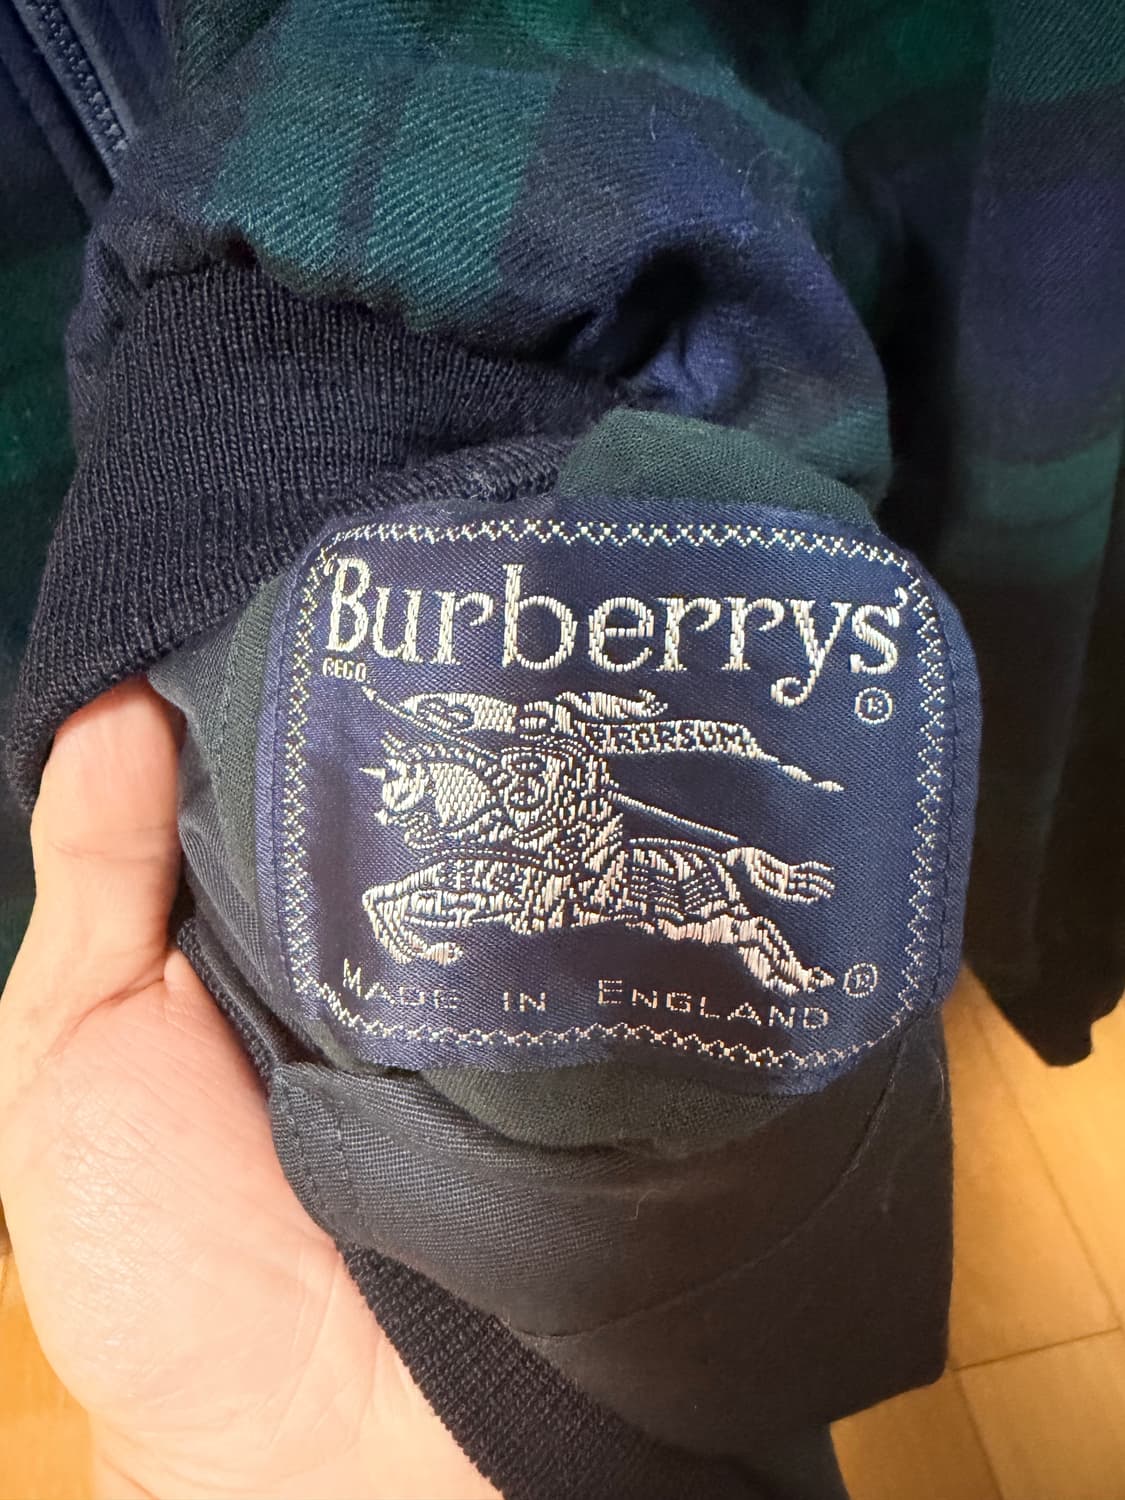 'Burberrys'
REGD.
®
PRORSUM
®
MADE IN ENGLAND